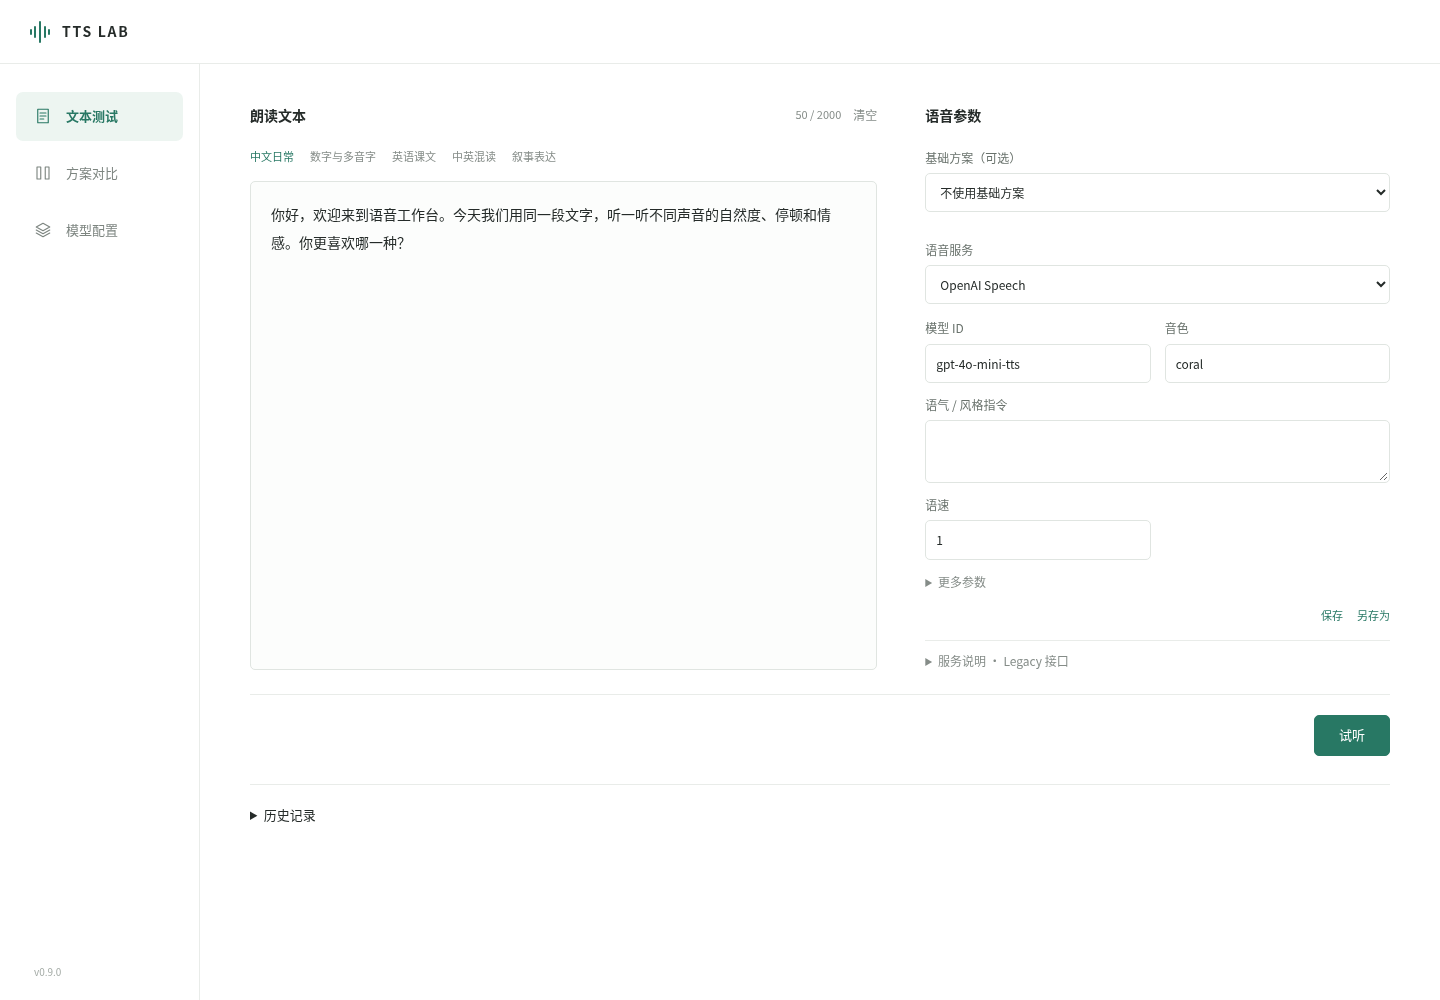 TTS LAB
文本测试
方案对比
模型配置
v0.9.0
朗读文本
50 / 2000 清空
中文日常 数字与多音字 英语课文 中英混读 叙事表达
你好，欢迎来到语音工作台。今天我们用同一段文字，听一听不同声音的自然度、停顿和情
感。你更喜欢哪一种？
语音参数
基础方案（可选）
不使用基础方案
语音服务
OpenAI Speech
模型 ID 音色
gpt-4o-mini-tts coral
语气 / 风格指令
语速
1
更多参数
保存 另存为
服务说明 · Legacy 接口
试听
历史记录